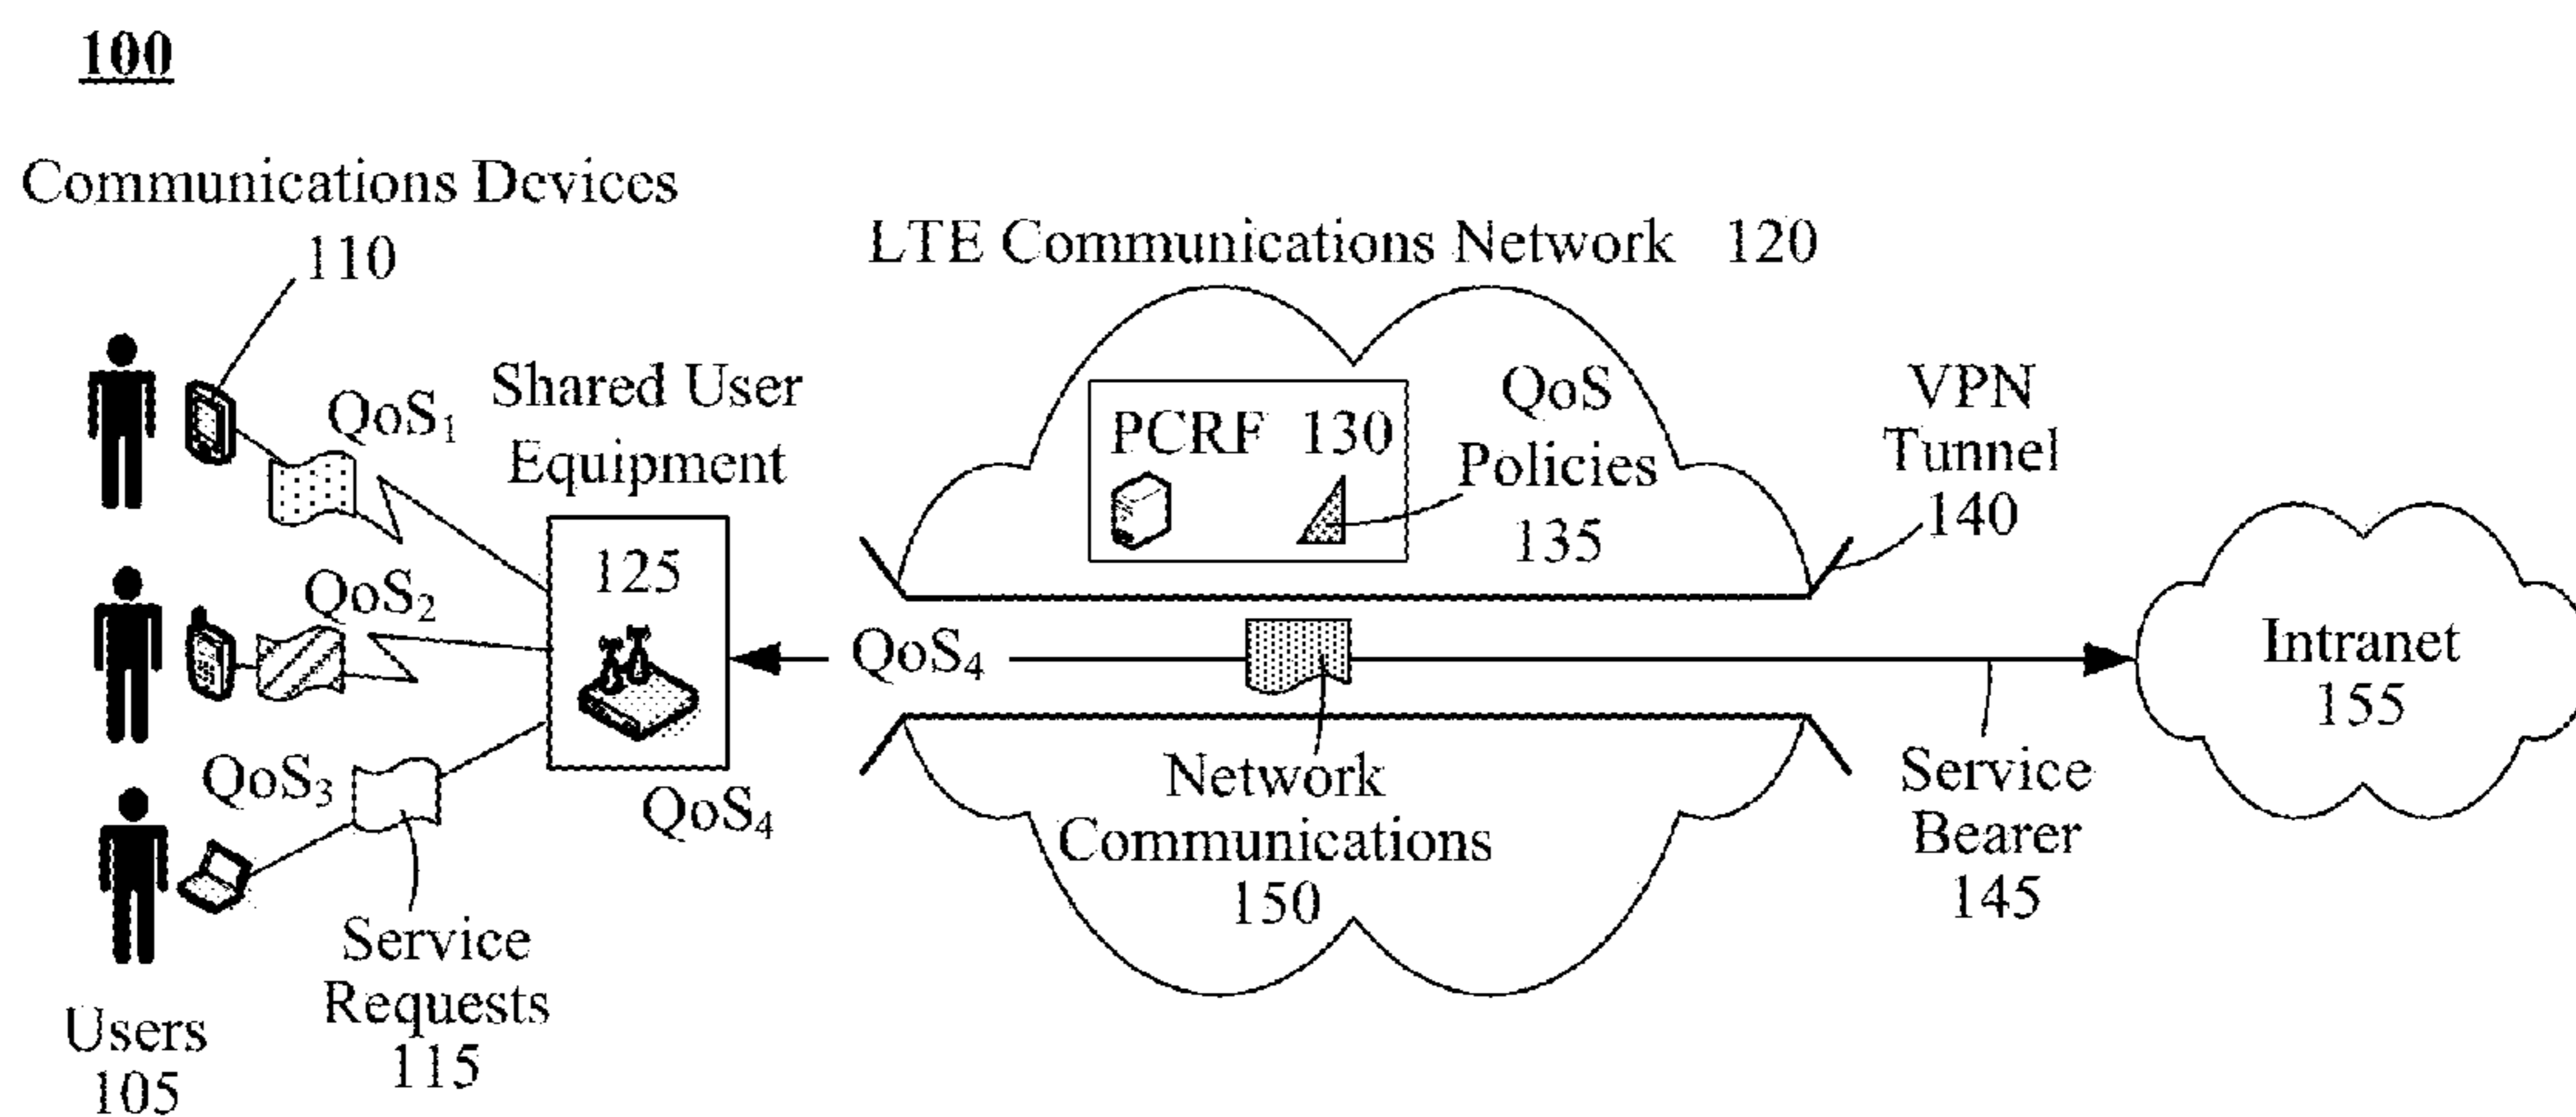 100
Communications Devices
110
LTE Communications Network 120
QoS₁
Shared User
Equipment
125
PCRF 130
QoS
Policies
135
VPN
Tunnel
140
QoS₂
QoS₄
Intranet
155
QoS₃
QoS₄
Network
Communications
150
Service
Bearer
145
Service
Requests
115
Users
105